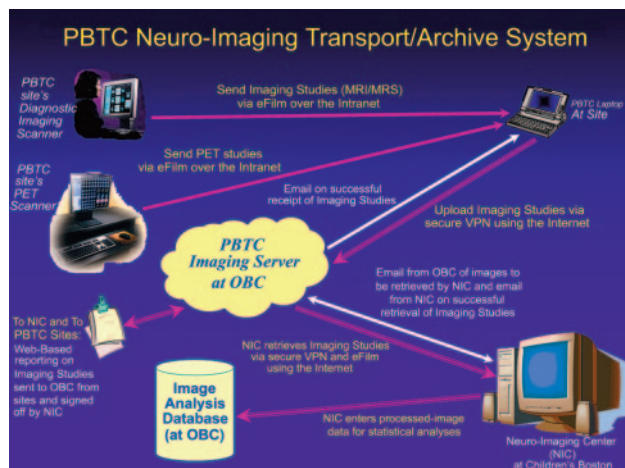 PBTC Neuro-Imaging Transport/Archive System
PBTC
site's
Diagnostic
Imaging
Scanner
Send Imaging Studies (MRI/MRS)
via eFilm over the Intranet
PBTC Laptop
At Site
PBTC
site's
PET
Scanner
Send PET studies
via eFilm over the Intranet
Email on successful
receipt of Imaging Studies
Upload Imaging Studies via
secure VPN using the Internet
PBTC
Imaging Server
at OBC
Email from OBC of images to
be retrieved by NIC and email
from NIC on successful
retrieval of Imaging Studies
To NIC and To
PBTC Sites:
Web-Based
reporting on
Imaging Studies
sent to OBC from
sites and signed
off by NIC
NIC retrieves Imaging Studies
via secure VPN and eFilm
using the Internet
Image
Analysis
Database
(at OBC)
NIC enters processed-image
data for statistical analyses
Neuro-Imaging Center
(NIC)
at Children's Boston